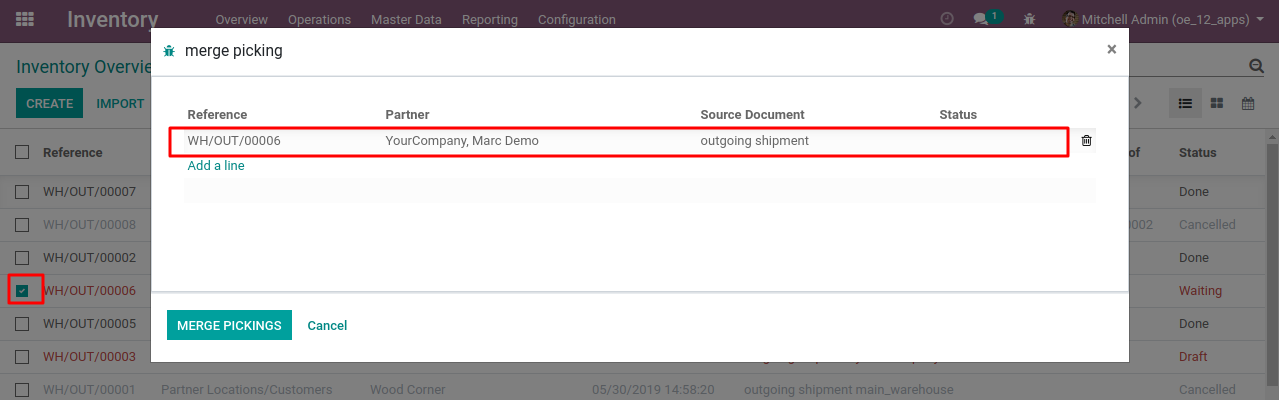 Inventory Overview Operations Master Data Reporting Configuration 1 Mitchell Admin (oe_12_apps)
merge picking ×
Inventory Overvie
CREATE IMPORT
Reference Partner Source Document Status
WH/OUT/00006 YourCompany, Marc Demo outgoing shipment
Add a line
Reference of Status
WH/OUT/00007 Done
WH/OUT/00008 0002 Cancelled
WH/OUT/00002 Done
WH/OUT/00006 Waiting
WH/OUT/00005 Done
WH/OUT/00003 Draft
MERGE PICKINGS Cancel
WH/OUT/00001 Partner Locations/Customers Wood Corner 05/30/2019 14:58:20 outgoing shipment main_warehouse Cancelled